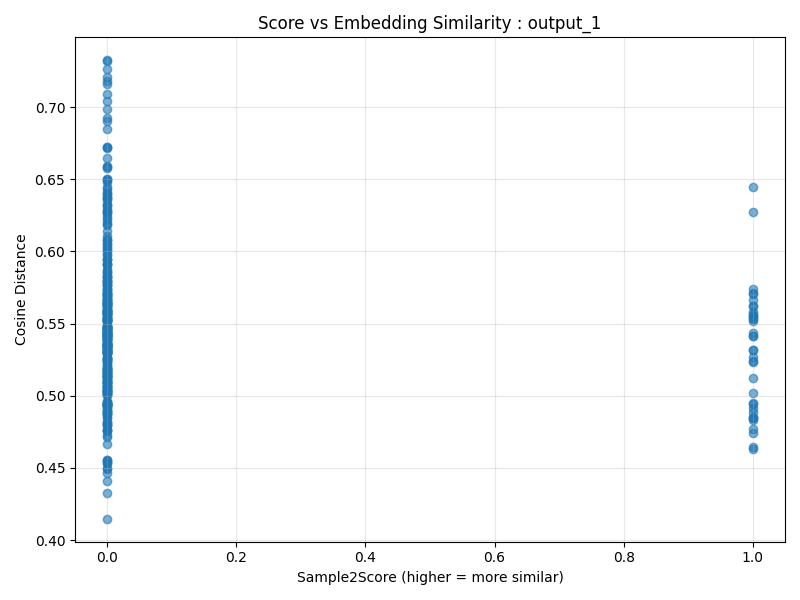 Score vs Embedding Similarity : output_1
Cosine Distance
0.70
0.65
0.60
0.55
0.50
0.45
0.40
0.0 0.2 0.4 0.6 0.8 1.0
Sample2Score (higher = more similar)